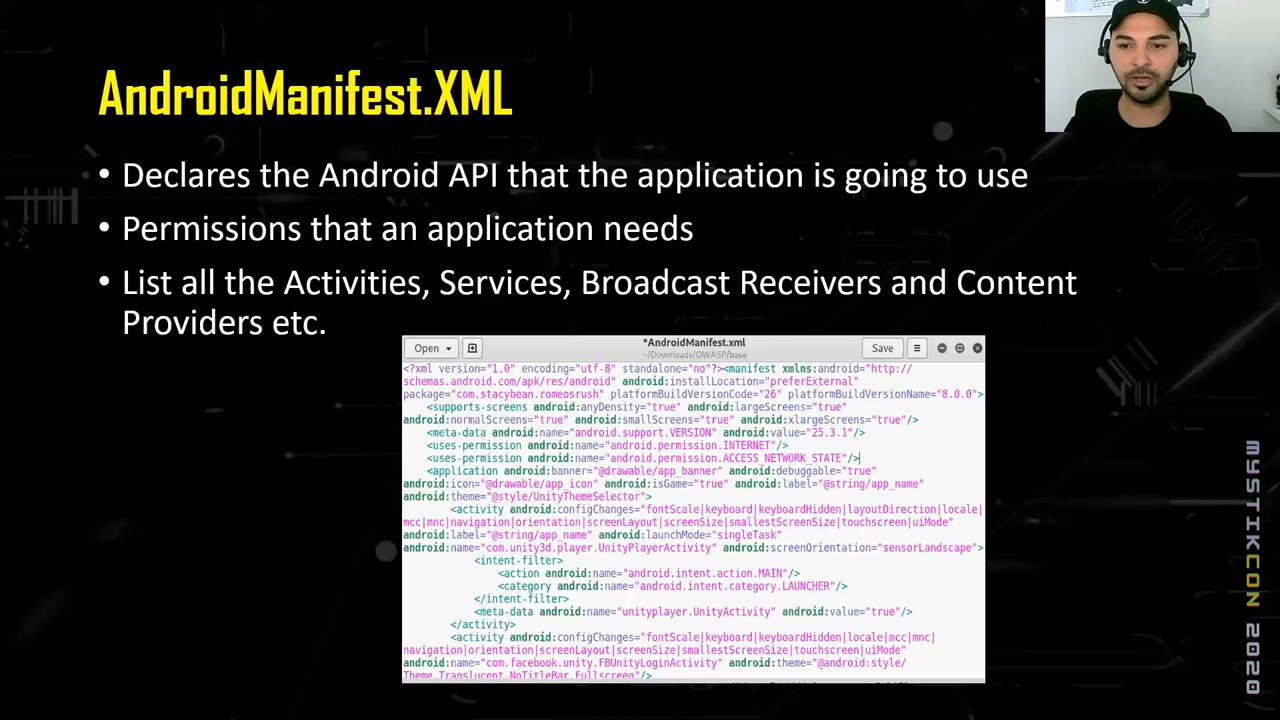 AndroidManifest.XML
• Declares the Android API that the application is going to use
• Permissions that an application needs
• List all the Activities, Services, Broadcast Receivers and Content
Providers etc.
Open
*AndroidManifest.xml
~/Downloads/OWASP/base
Save
<?xml version="1.0" encoding="utf-8" standalone="no"?><manifest xmlns:android="http://
schemas.android.com/apk/res/android" android:installLocation="preferExternal"
package="com.stacybean.romeosrush" platformBuildVersionCode="26" platformBuildVersionName="8.0.0">
<supports-screens android:anyDensity="true" android:largeScreens="true"
android:normalScreens="true" android:smallScreens="true" android:xlargeScreens="true"/>
<meta-data android:name="android.support.VERSION" android:value="25.3.1"/>
<uses-permission android:name="android.permission.INTERNET"/>
<uses-permission android:name="android.permission.ACCESS_NETWORK_STATE"/>
<application android:banner="@drawable/app_banner" android:debuggable="true"
android:icon="@drawable/app_icon" android:isGame="true" android:label="@string/app_name"
android:theme="@style/UnityThemeSelector">
<activity android:configChanges="fontScale|keyboard|keyboardHidden|layoutDirection|locale|
mcc|mnc|navigation|orientation|screenLayout|screenSize|smallestScreenSize|touchscreen|uiMode"
android:label="@string/app_name" android:launchMode="singleTask"
android:name="com.unity3d.player.UnityPlayerActivity" android:screenOrientation="sensorLandscape">
<intent-filter>
<action android:name="android.intent.action.MAIN"/>
<category android:name="android.intent.category.LAUNCHER"/>
</intent-filter>
<meta-data android:name="unityplayer.UnityActivity" android:value="true"/>
</activity>
<activity android:configChanges="fontScale|keyboard|keyboardHidden|locale|mcc|mnc|
navigation|orientation|screenLayout|screenSize|smallestScreenSize|touchscreen|uiMode"
android:name="com.facebook.unity.FBUnityLoginActivity" android:theme="@android:style/
Theme.Translucent.NoTitleBar.Fullscreen"/>
MYSTIKCON 2020